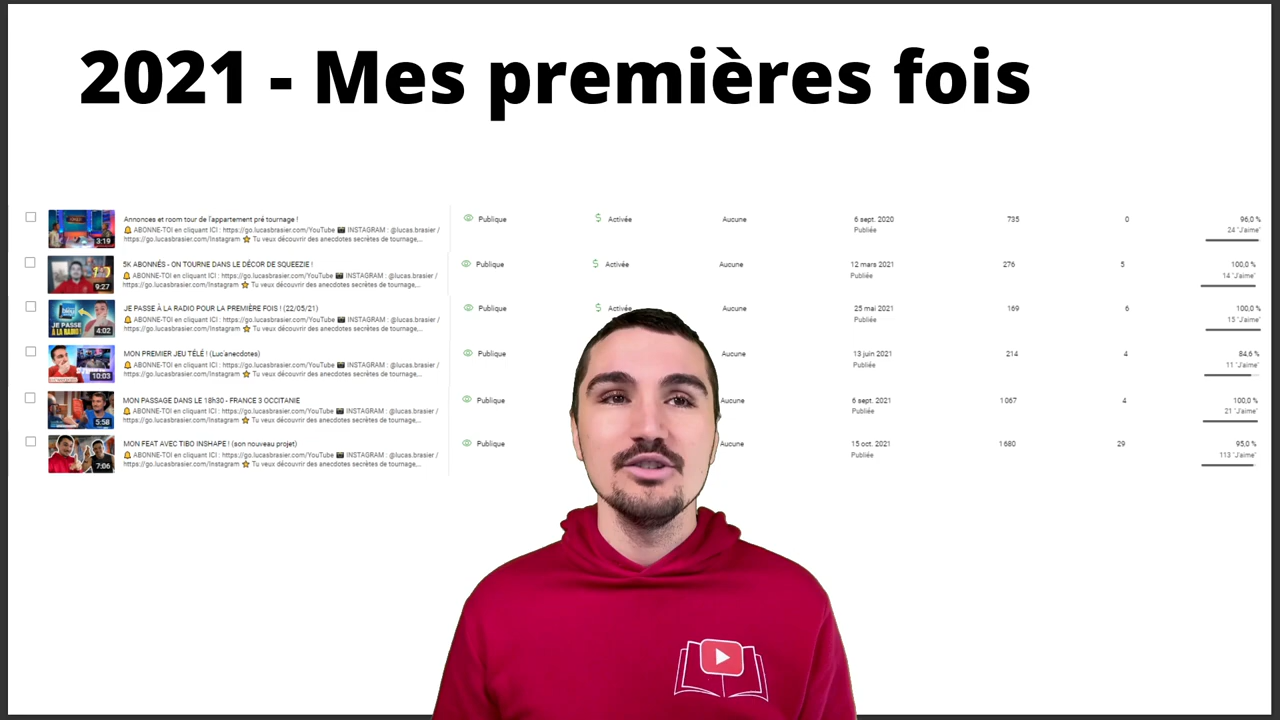 2021 - Mes premières fois
Annonces et room tour de l'appartement pré tournage ! Publique Activée Aucune 6 sept. 2020 735 0 96,0 %
🔔 ABONNE-TOI en cliquant ICI : https://go.lucasbrasier.com/YouTube 📷 INSTAGRAM : @lucas.brasier / Publiée 24 "J'aime"
3:19 https://go.lucasbrasier.com/Instagram ⭐ Tu veux découvrir des anecdotes secrètes de tournage,...
5K ABONNÉS - ON TOURNE DANS LE DÉCOR DE SQUEEZIE ! Publique Activée Aucune 12 mars 2021 276 5 100,0 %
🔔 ABONNE-TOI en cliquant ICI : https://go.lucasbrasier.com/YouTube 📷 INSTAGRAM : @lucas.brasier / Publiée 14 "J'aime"
9:27 https://go.lucasbrasier.com/Instagram ⭐ Tu veux découvrir des anecdotes secrètes de tournage,...
JE PASSE À LA RADIO POUR LA PREMIÈRE FOIS ! (22/05/21) Publique Activée 25 mai 2021 169 6 100,0 %
🔔 ABONNE-TOI en cliquant ICI : https://go.lucasbrasier.com/YouTube 📷 INSTAGRAM : @lucas.brasier / Publiée 15 "J'aime"
JE PASSE À LA RADIO ! 4:02 https://go.lucasbrasier.com/Instagram ⭐ Tu veux découvrir des anecdotes secrètes de tournage,...
MON PREMIER JEU TÉLÉ ! (Luc'anecdotes) Publique Aucune 13 juin 2021 214 4 84,6 %
🔔 ABONNE-TOI en cliquant ICI : https://go.lucasbrasier.com/YouTube 📷 INSTAGRAM : @lucas.brasier / Publiée 11 "J'aime"
10:03 https://go.lucasbrasier.com/Instagram ⭐ Tu veux découvrir des anecdotes secrètes de tournage,...
MON PASSAGE DANS LE 18h30 - FRANCE 3 OCCITANIE Publique Aucune 6 sept. 2021 1 067 4 100,0 %
🔔 ABONNE-TOI en cliquant ICI : https://go.lucasbrasier.com/YouTube 📷 INSTAGRAM : @lucas.brasier / Publiée 21 "J'aime"
5:58 https://go.lucasbrasier.com/Instagram ⭐ Tu veux découvrir des anecdotes secrètes de tournage,...
MON FEAT AVEC TIBO INSHAPE ! (son nouveau projet) Publique Aucune 15 oct. 2021 1 680 29 95,0 %
🔔 ABONNE-TOI en cliquant ICI : https://go.lucasbrasier.com/YouTube 📷 INSTAGRAM : @lucas.brasier / Publiée 113 "J'aime"
7:06 https://go.lucasbrasier.com/Instagram ⭐ Tu veux découvrir des anecdotes secrètes de tournage,...